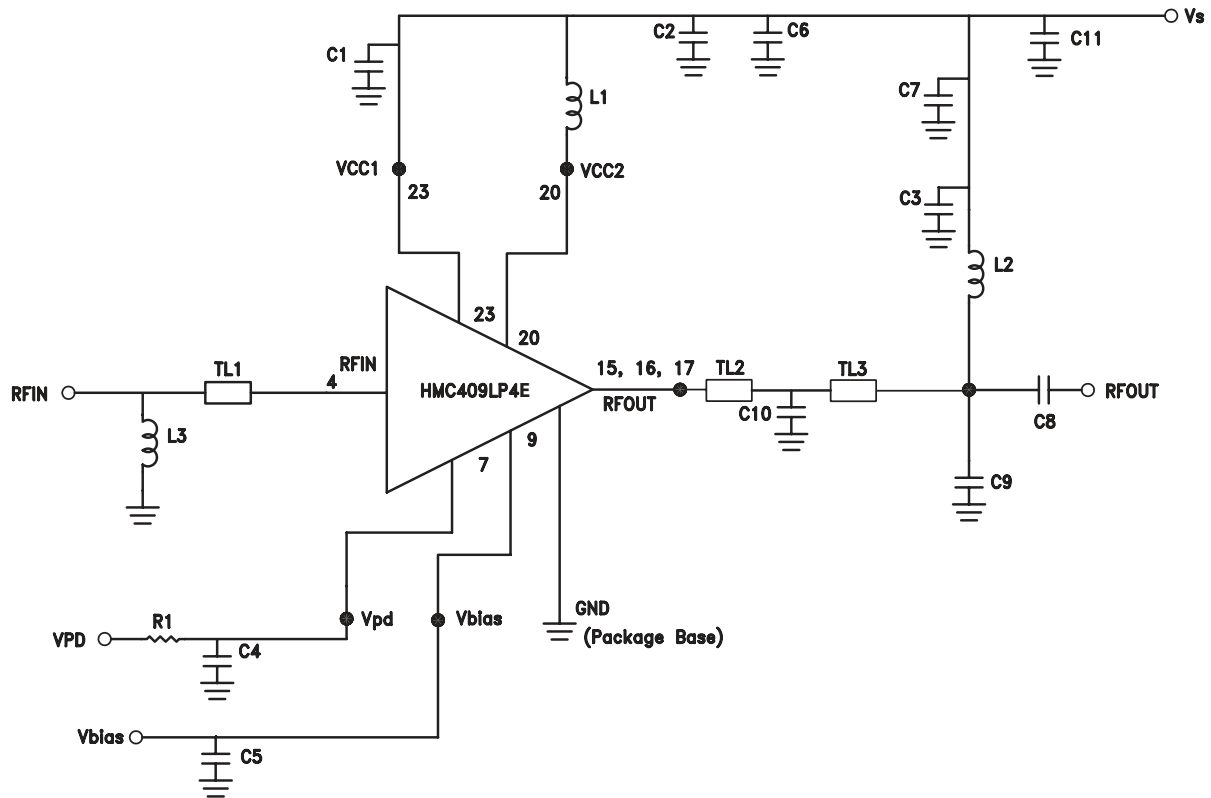 Vs
C1
C2
C6
C11
L1
C7
VCC1
23
20
VCC2
C3
L2
23
20
RFIN
TL1
RFIN
4
HMC409LP4E
15, 16, 17
RFOUT
TL2
C10
TL3
C8
RFOUT
L3
7
9
C9
R1
Vpd
Vbias
GND
(Package Base)
VPD
C4
Vbias
C5